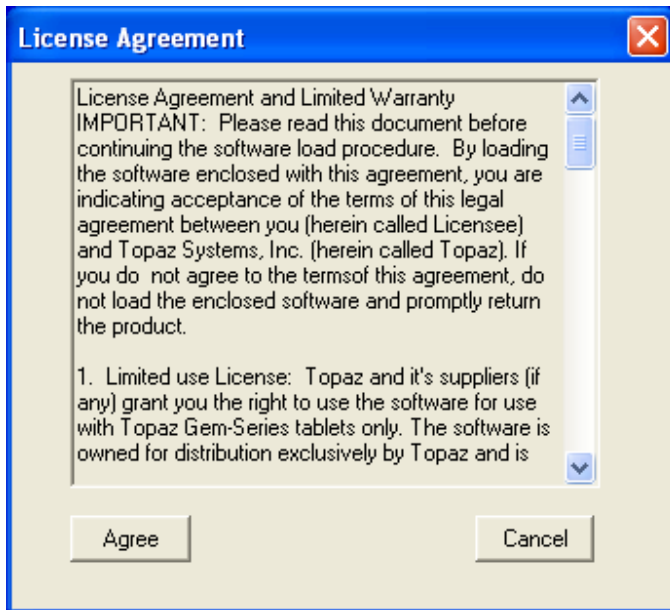 License Agreement
License Agreement and Limited Warranty
IMPORTANT:  Please read this document before
continuing the software load procedure.  By loading
the software enclosed with this agreement, you are
indicating acceptance of the terms of this legal
agreement between you (herein called Licensee)
and Topaz Systems, Inc. (herein called Topaz). If
you do  not agree to the termsof this agreement, do
not load the enclosed software and promptly return
the product.
1.  Limited use License:  Topaz and it's suppliers (if
any) grant you the right to use the software for use
with Topaz Gem-Series tablets only. The software is
owned for distribution exclusively by Topaz and is
Agree
Cancel